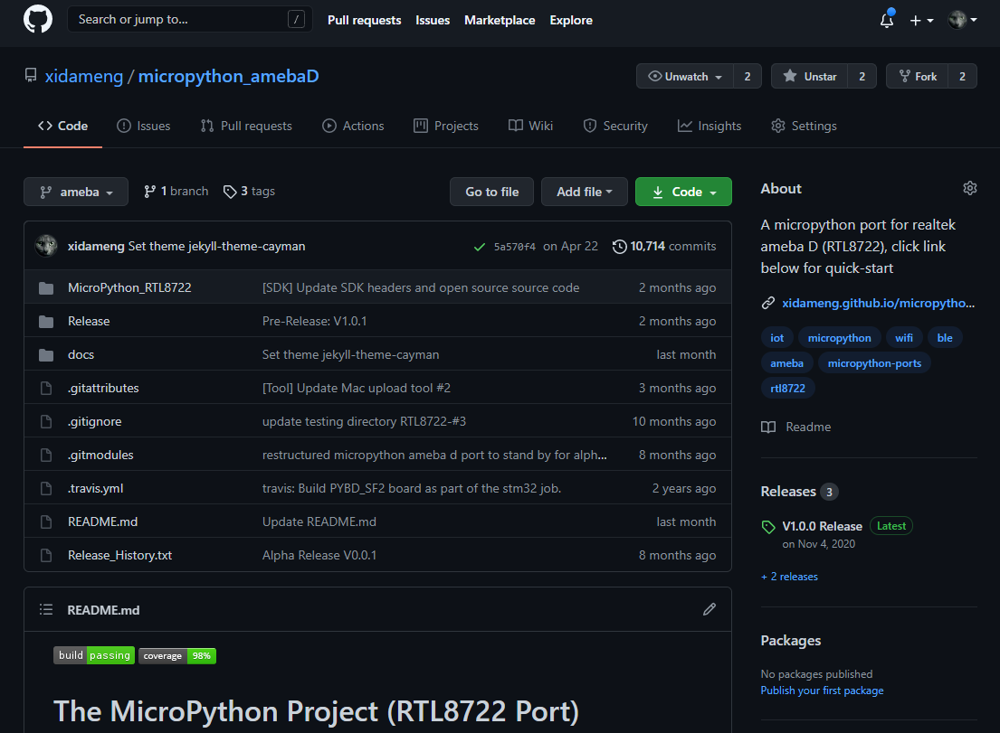 Search or jump to... / Pull requests Issues Marketplace Explore
xidameng / micropython_amebaD Unwatch 2 Unstar 2 Fork 2
Code Issues Pull requests Actions Projects Wiki Security Insights Settings
ameba 1 branch 3 tags Go to file Add file Code
xidameng Set theme jekyll-theme-cayman 5a570f4 on Apr 22 10,714 commits
MicroPython_RTL8722 [SDK] Update SDK headers and open source source code 2 months ago
Release Pre-Release: V1.0.1 2 months ago
docs Set theme jekyll-theme-cayman last month
.gitattributes [Tool] Update Mac upload tool #2 3 months ago
.gitignore update testing directory RTL8722-#3 10 months ago
.gitmodules restructured micropython ameba d port to stand by for alph... 8 months ago
.travis.yml travis: Build PYBD_SF2 board as part of the stm32 job. 2 years ago
README.md Update README.md last month
Release_History.txt Alpha Release V0.0.1 8 months ago
README.md
build passing coverage 98%
The MicroPython Project (RTL8722 Port)
About
A micropython port for realtek
ameba D (RTL8722), click link
below for quick-start
xidameng.github.io/micropytho...
iot micropython wifi ble
ameba micropython-ports
rtl8722
Readme
Releases 3
V1.0.0 Release Latest
on Nov 4, 2020
+ 2 releases
Packages
No packages published
Publish your first package